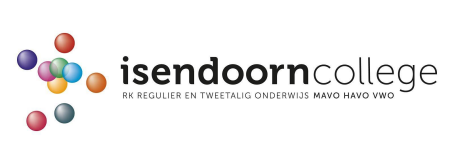 isendoorncollege
RK REGULIER EN TWEETALIG ONDERWIJS MAVO HAVO VWO